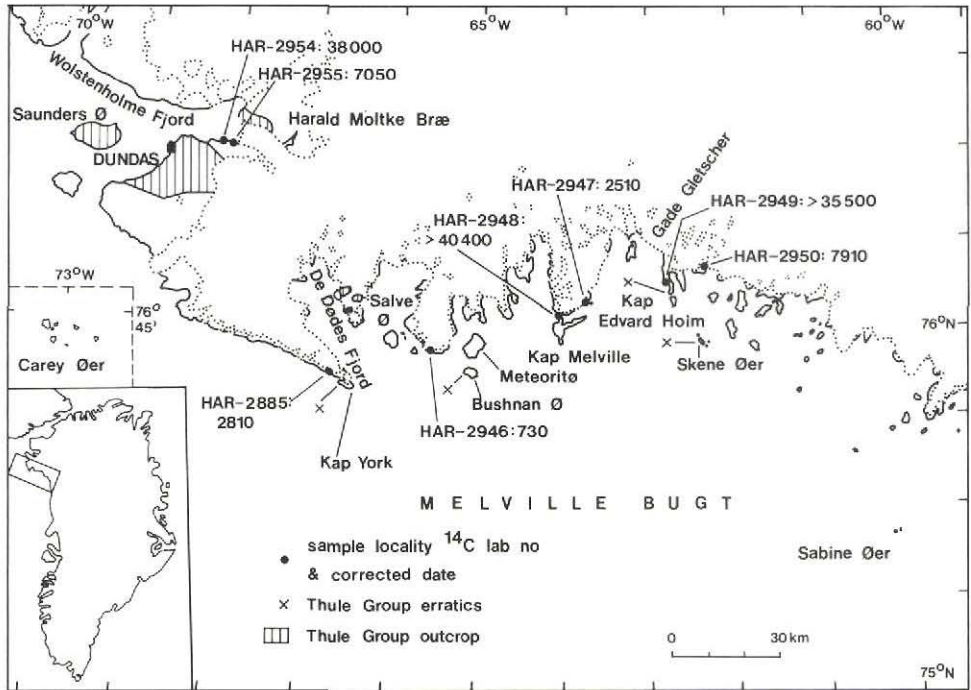 70°W
65°W
60°W
HAR-2954: 38000
HAR-2955: 7050
Wolstenholme Fjord
Saunders Ø
DUNDAS
Harald Moltke Bræ
HAR-2947: 2510
Gade Gletscher
HAR-2949: > 35500
HAR-2948:
> 40400
HAR-2950: 7910
73°W
76°
45'
Carey Øer
De Dødes Fjord
Salve
Ø
Kap
Edvard Holm
76°N
Kap Melville
Skene Øer
Meteoritø
Bushnan Ø
HAR-2885:
2810
HAR-2946: 730
Kap York
MELVILLE BUGT
Sabine Øer
sample locality 14C lab no
& corrected date
× Thule Group erratics
Thule Group outcrop
0 30 km
75°N